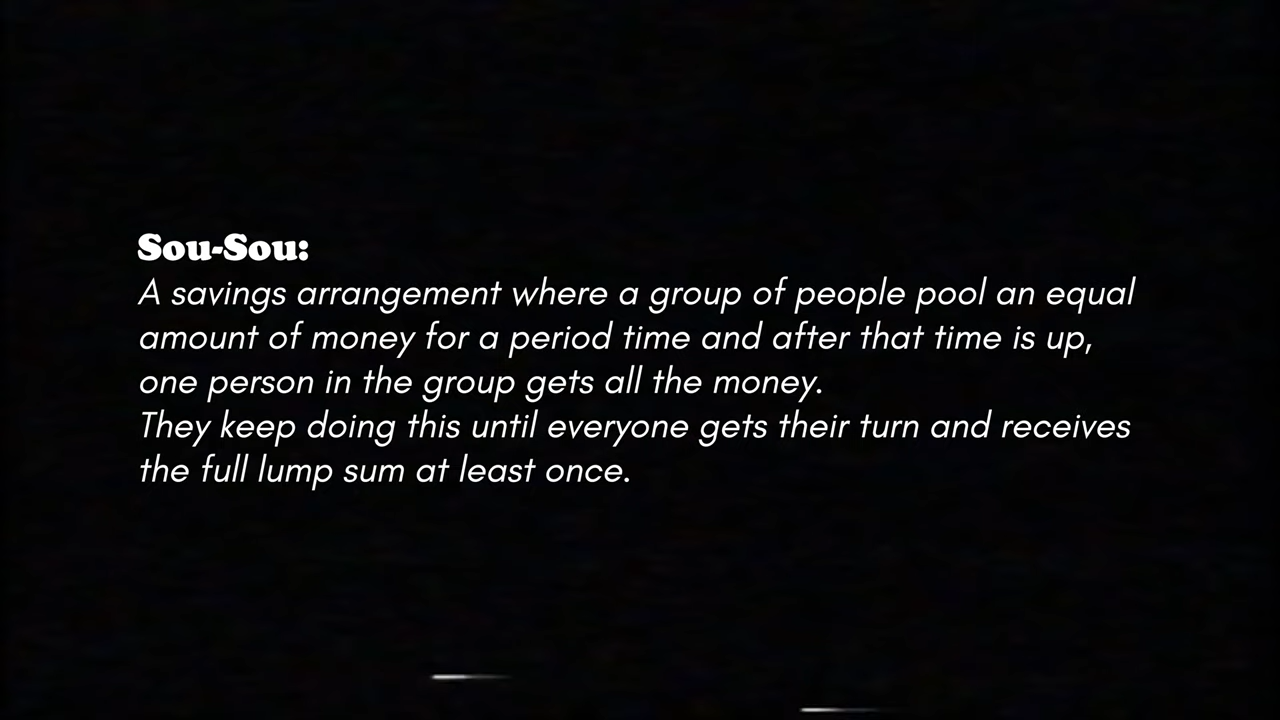 Sou-Sou:
A savings arrangement where a group of people pool an equal
amount of money for a period time and after that time is up,
one person in the group gets all the money.
They keep doing this until everyone gets their turn and receives
the full lump sum at least once.